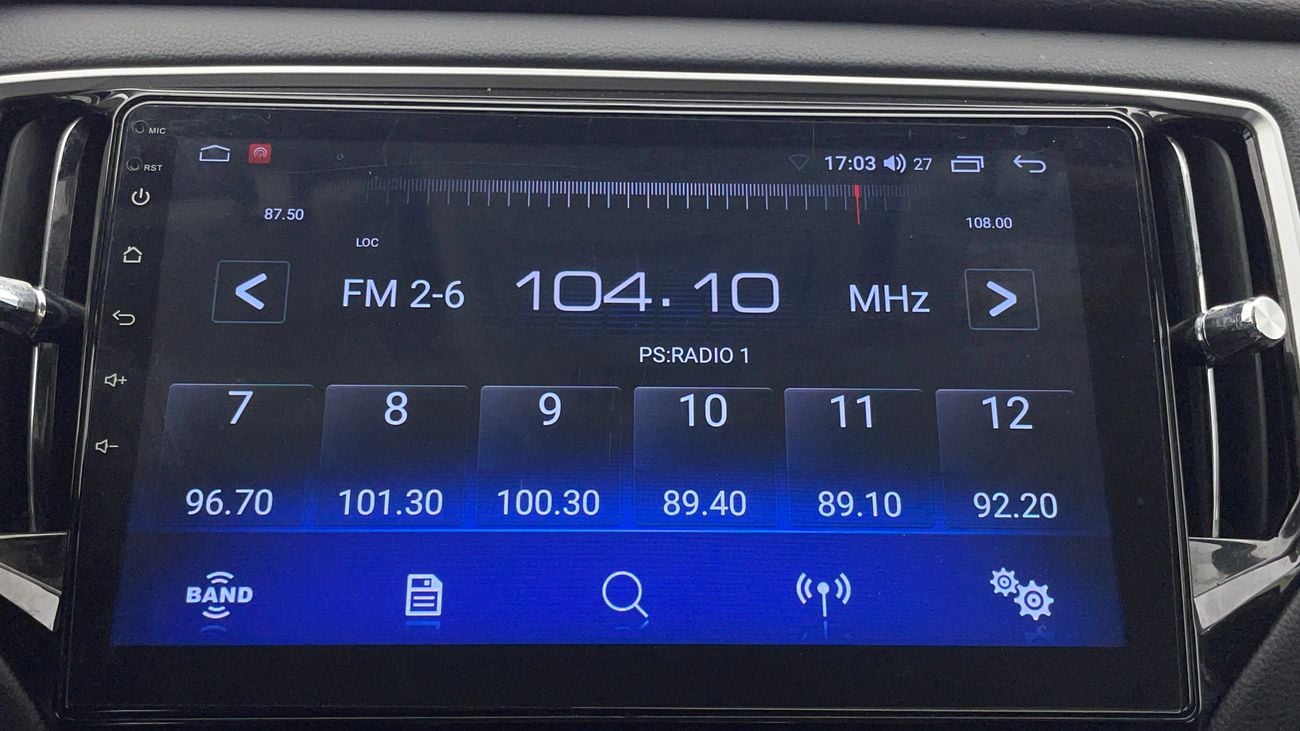 MIC
RST
17:03 27
87.50
108.00
LOC
FM 2-6 104.10 MHz
PS:RADIO 1
7 8 9 10 11 12
96.70 101.30 100.30 89.40 89.10 92.20
BAND